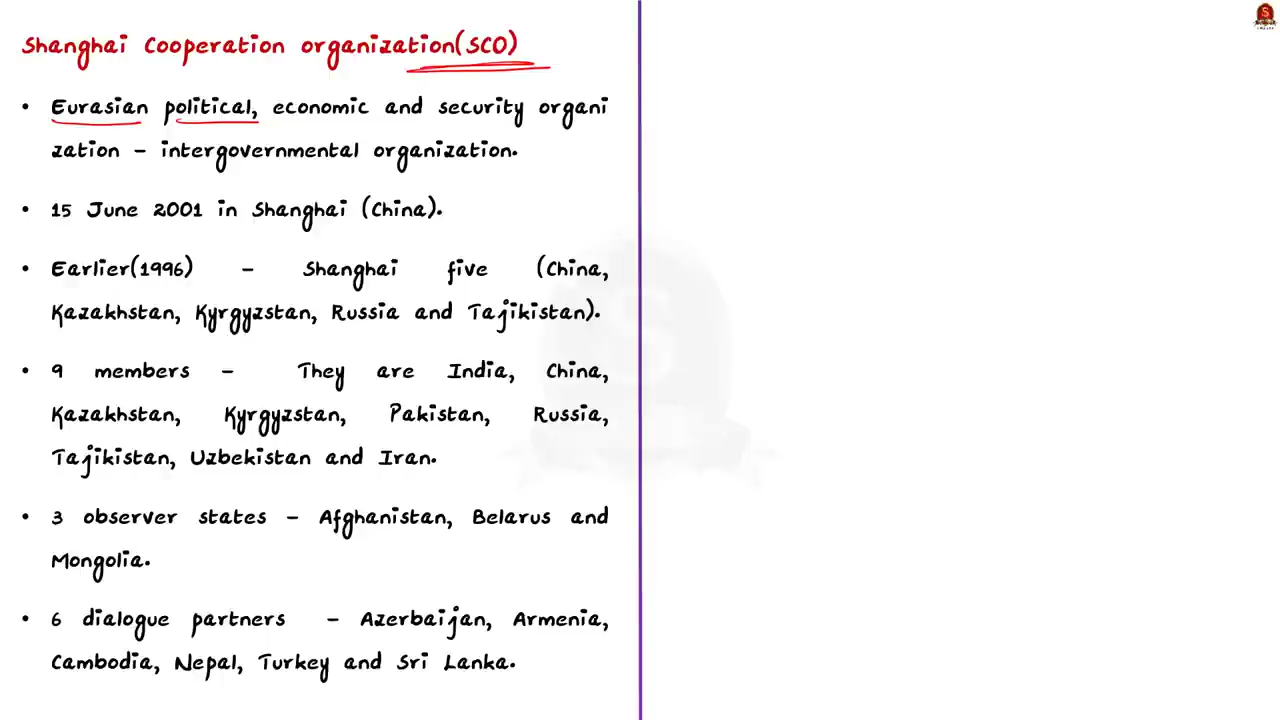 Shanghai Cooperation organization(SCO)
• Eurasian political, economic and security organi
zation – intergovernmental organization.
• 15 June 2001 in Shanghai (China).
• Earlier(1996) – Shanghai five (China,
Kazakhstan, Kyrgyzstan, Russia and Tajikistan).
• 9 members – They are India, China,
Kazakhstan, Kyrgyzstan, Pakistan, Russia,
Tajikistan, Uzbekistan and Iran.
• 3 observer states – Afghanistan, Belarus and
Mongolia.
• 6 dialogue partners – Azerbaijan, Armenia,
Cambodia, Nepal, Turkey and Sri Lanka.